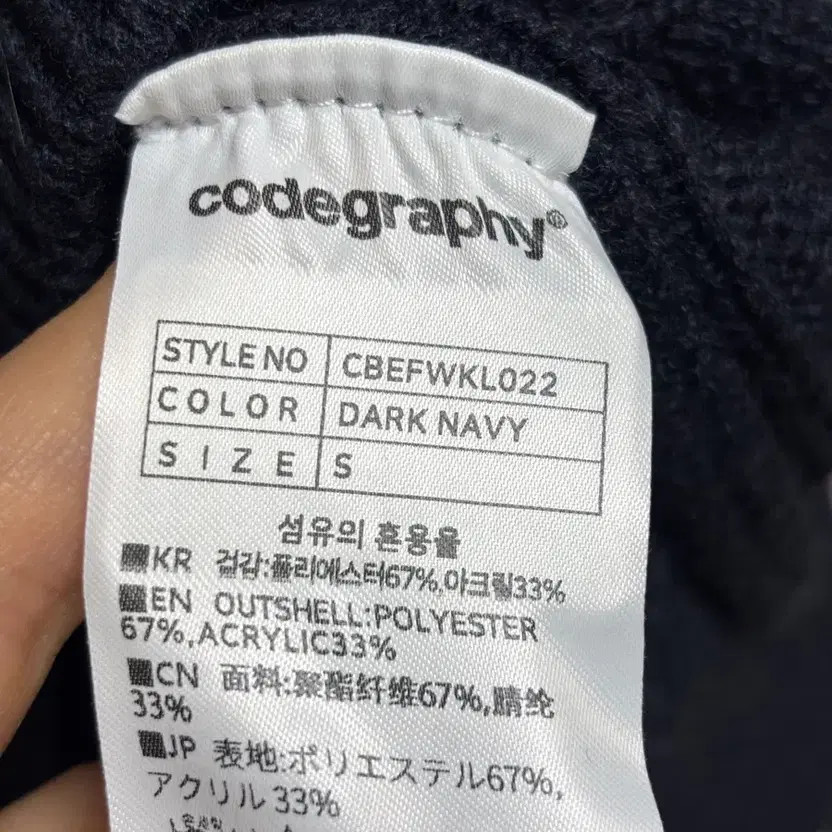 codegraphy®
STYLE NO CBEFWKL022
COLOR DARK NAVY
SIZE S
섬유의 혼용율
KR 겉감:폴리에스터67%,아크릴33%
EN OUTSHELL:POLYESTER
67%,ACRYLIC33%
CN 面料:聚酯纤维67%,腈纶
33%
JP 表地:ポリエステル67%,
アクリル33%